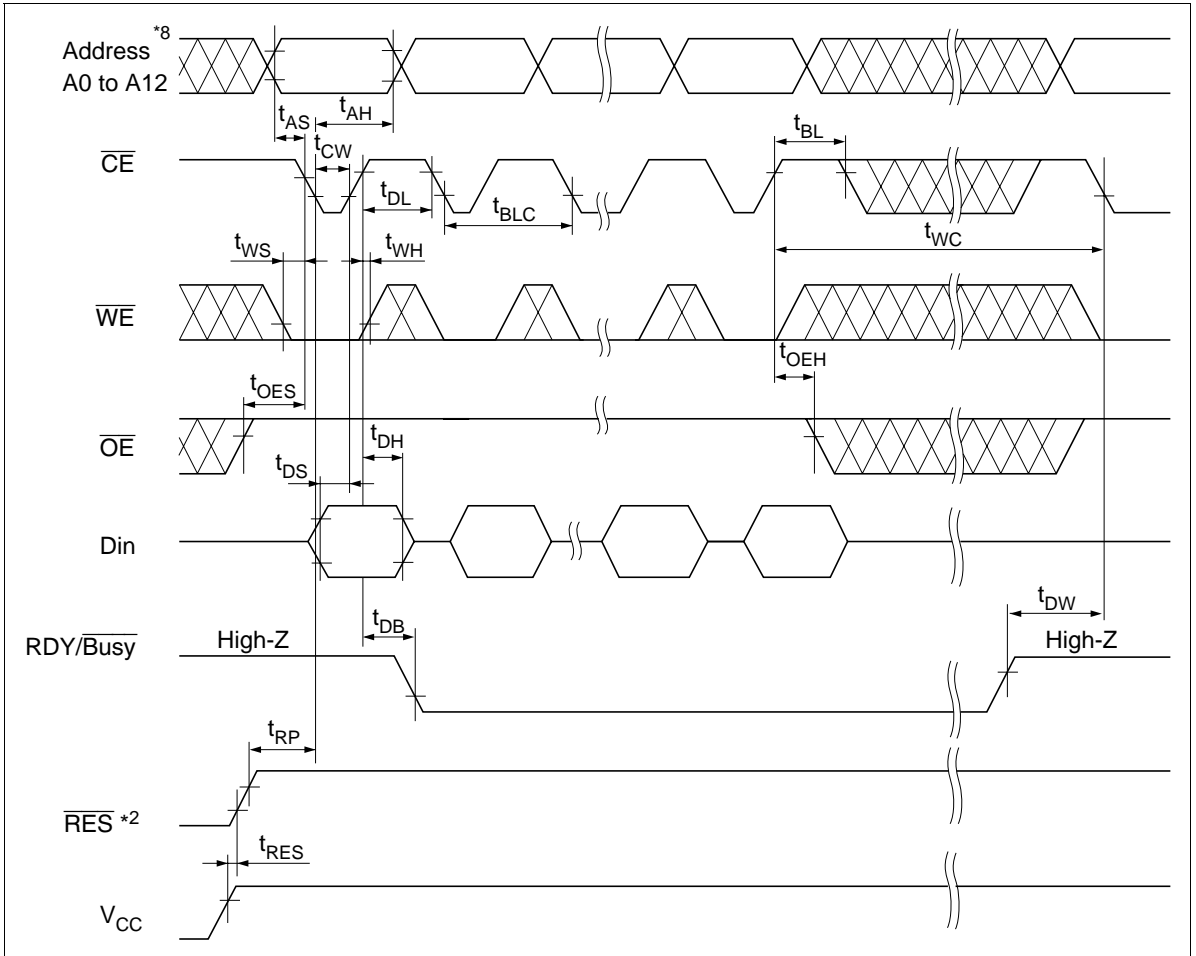 Address *8
A0 to A12
tAS
tAH
tBL
CE
tCW
tDL
tBLC
tWC
tWS
tWH
WE
tOES
tOEH
OE
tDH
tDS
Din
tDW
tDB
RDY/Busy
High-Z
High-Z
tRP
RES *2
tRES
VCC